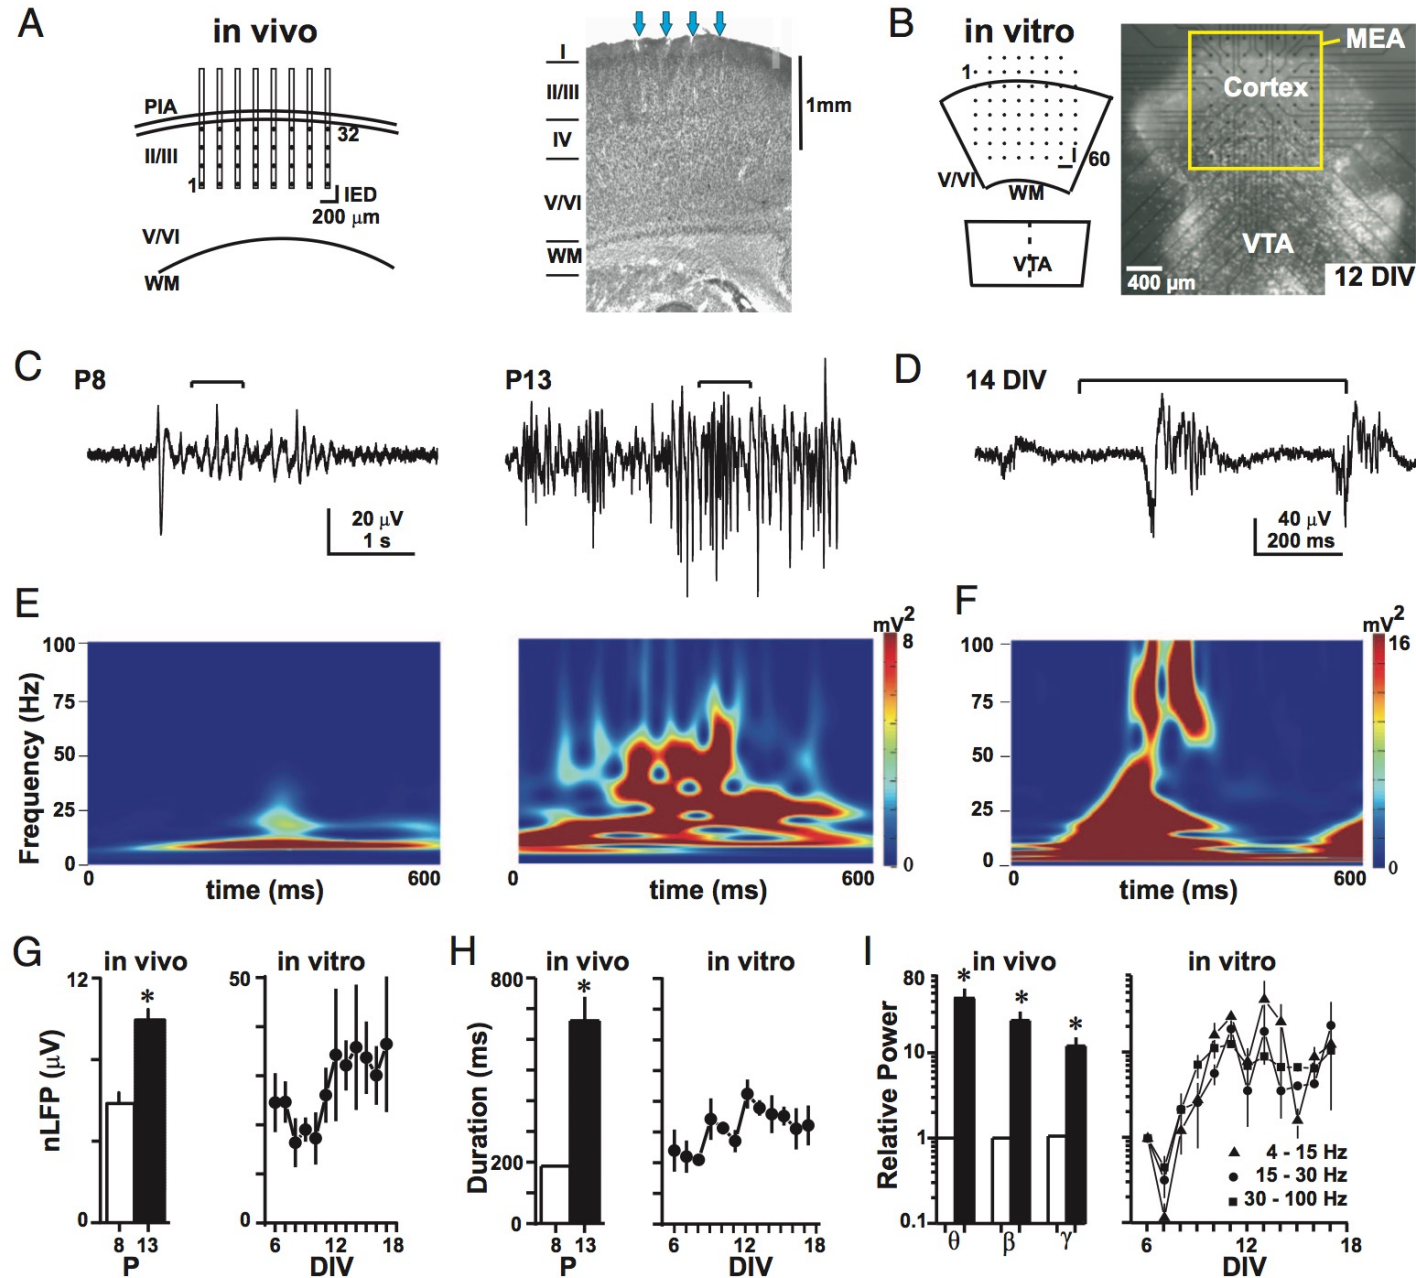 A
in vivo
PIA
II/III
1
32
IED
200 μm
V/VI
WM
I
II/III
IV
V/VI
WM
1mm
B
in vitro
1
60
V/VI
WM
VTA
MEA
Cortex
VTA
400 μm
12 DIV
C
P8
20 μV
1 s
P13
D
14 DIV
40 μV
200 ms
E
Frequency (Hz)
100
75
50
25
0
0
time (ms)
600
0
time (ms)
600
mV2
8
0
F
100
75
50
25
0
0
time (ms)
600
mV2
16
0
G
in vivo
in vitro
nLFP (μV)
12
0
*
8 13
P
50
0
6 12 18
DIV
H
in vivo
in vitro
Duration (ms)
800
200
0
*
8 13
P
6 12 18
DIV
I
in vivo
in vitro
Relative Power
80
10
1
0.1
* * *
θ β γ
4 - 15 Hz
15 - 30 Hz
30 - 100 Hz
6 12 18
DIV